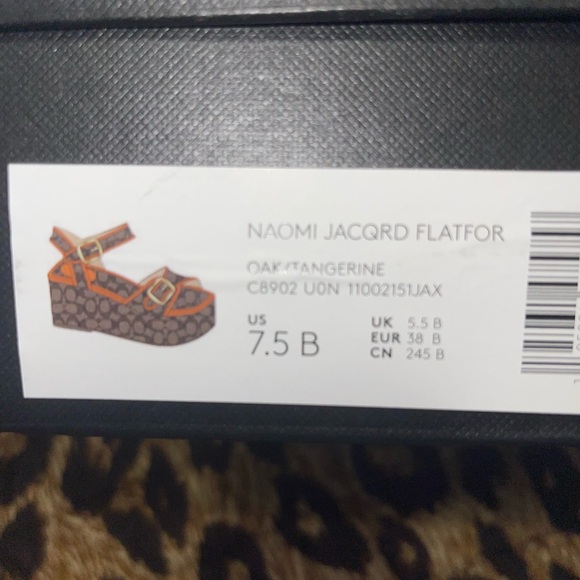 NAOMI JACQRD FLATFOR
OAK/TANGERINE
C8902 U0N 11002151JAX
US
7.5 B
UK 5.5 B
EUR 38 B
CN 245 B